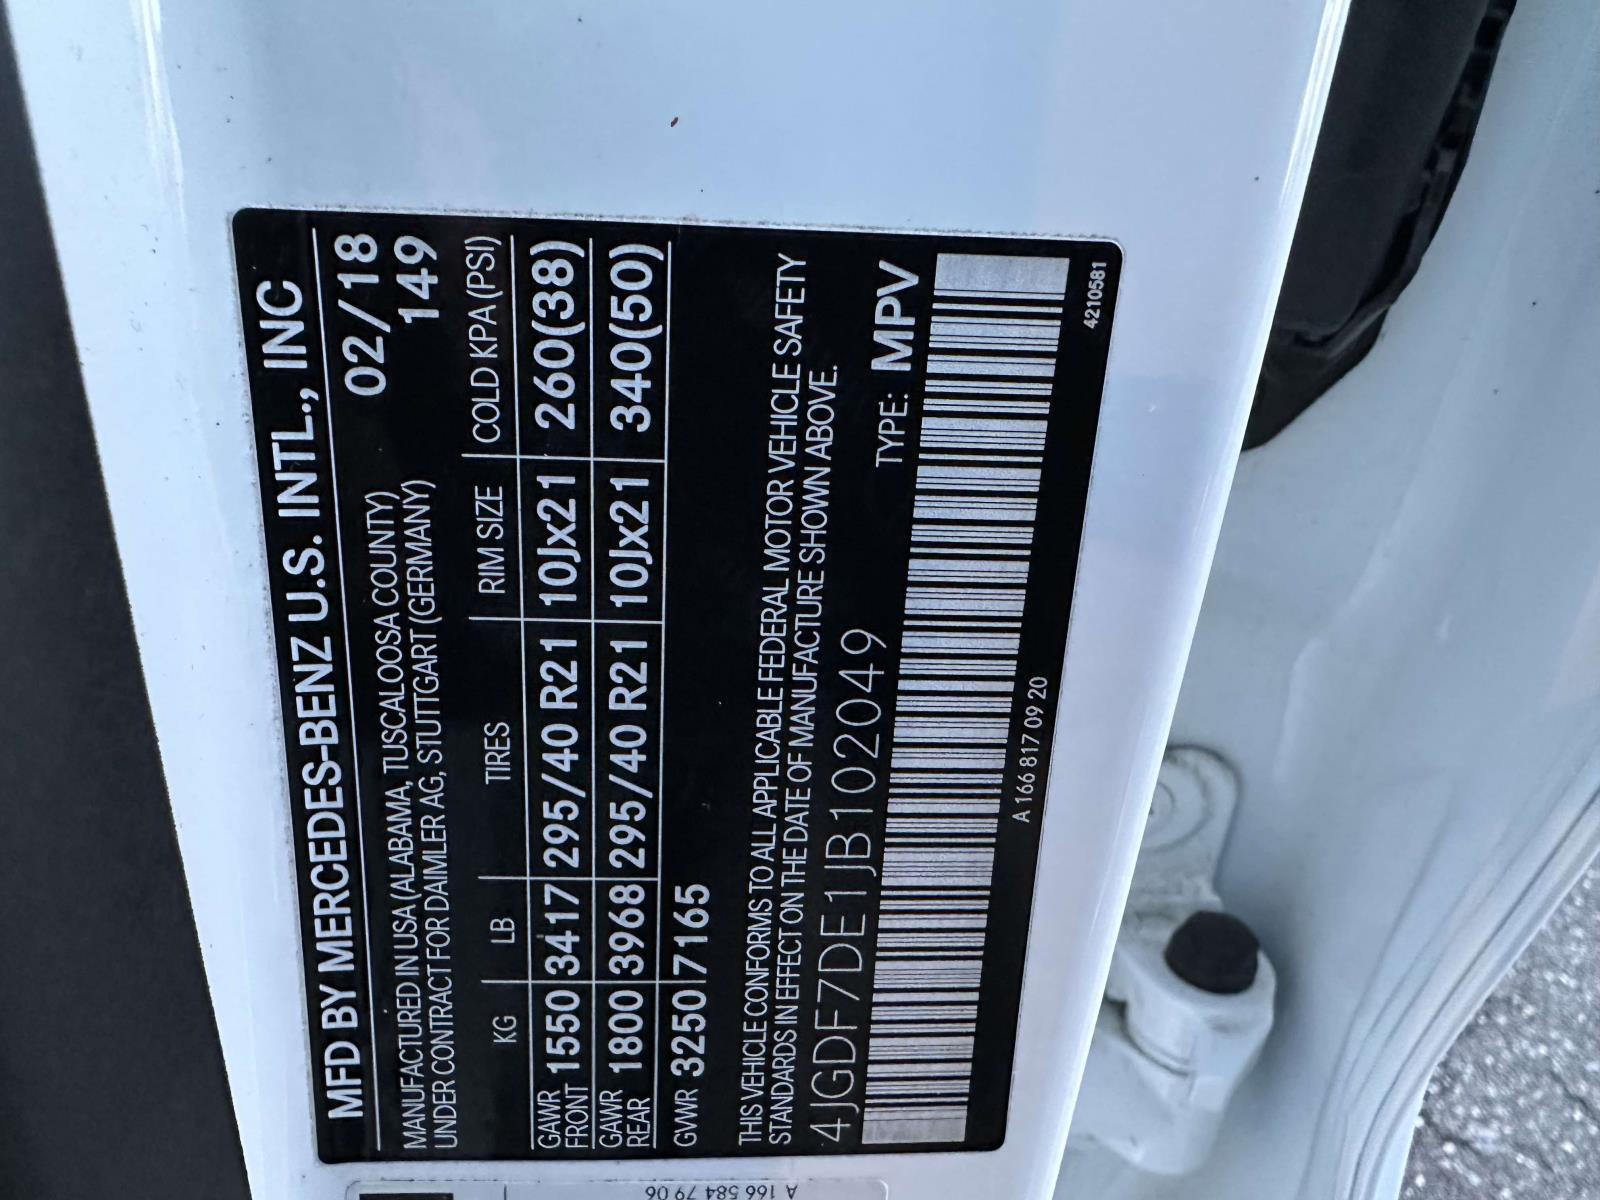 MFD BY MERCEDES-BENZ U.S. INTL., INC
02/18
MANUFACTURED IN USA (ALABAMA, TUSCALOOSA COUNTY) 149
UNDER CONTRACT FOR DAIMLER AG, STUTTGART (GERMANY)
KG LB TIRES RIM SIZE COLD KPA (PSI)
GAWR FRONT 1550 3417 295/40 R21 10Jx21 260(38)
GAWR REAR 1800 3968 295/40 R21 10Jx21 340(50)
GVWR 3250 7165
THIS VEHICLE CONFORMS TO ALL APPLICABLE FEDERAL MOTOR VEHICLE SAFETY
STANDARDS IN EFFECT ON THE DATE OF MANUFACTURE SHOWN ABOVE.
4JGDF7DE1JB102049 TYPE: MPV
A 166 817 09 20 4210581
A 166 584 79 06